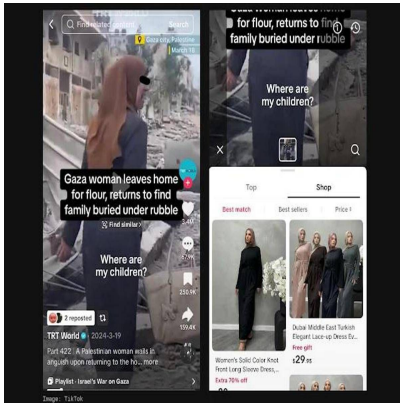 Find related content
Search
Gaza city, Palestine
March 18
Gaza woman leaves home
for flour, returns to find
family buried under rubble
Find similar>
Where are
my children?
3.4M
250.9K
159.4K
2 reposted
TRT World
· 2024-3-19
Part 422 | A Palestinian woman wails in
anguish upon returning to the ho... more
Playlist · Israel's War on Gaza
for flour, returns to find
family buried under rubble
Where are
my children?
Top
Shop
Best match
Best sellers
Price
Women's Solid Color Knot
Front Long Sleeve Dress,...
Extra 70% off
Dubai Middle East Turkish
Elegant Lace-up Dress Ev...
Free gift
$29.95
Image: TikTok